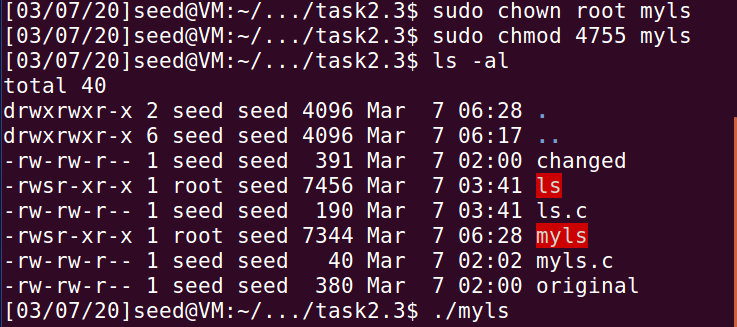 [03/07/20]seed@VM:~/.../task2.3$ sudo chown root myls
[03/07/20]seed@VM:~/.../task2.3$ sudo chmod 4755 myls
[03/07/20]seed@VM:~/.../task2.3$ ls -al
total 40
drwxrwxr-x 2 seed seed 4096 Mar  7 06:28 .
drwxrwxr-x 6 seed seed 4096 Mar  7 06:17 ..
-rw-rw-r-- 1 seed seed  391 Mar  7 02:00 changed
-rwsr-xr-x 1 root seed 7456 Mar  7 03:41 ls
-rw-rw-r-- 1 seed seed  190 Mar  7 03:41 ls.c
-rwsr-xr-x 1 root seed 7344 Mar  7 06:28 myls
-rw-rw-r-- 1 seed seed   40 Mar  7 02:02 myls.c
-rw-rw-r-- 1 seed seed  380 Mar  7 02:00 original
[03/07/20]seed@VM:~/.../task2.3$ ./myls